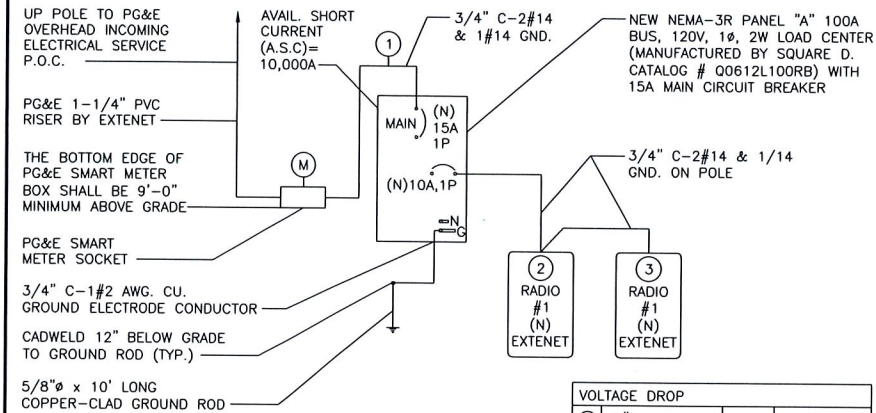 UP POLE TO PG&E
OVERHEAD INCOMING
ELECTRICAL SERVICE
P.O.C.
PG&E 1-1/4" PVC
RISER BY EXTENET
THE BOTTOM EDGE OF
PG&E SMART METER
BOX SHALL BE 9'-0"
MINIMUM ABOVE GRADE
PG&E SMART
METER SOCKET
3/4" C-1#2 AWG. CU.
GROUND ELECTRODE CONDUCTOR
CADWELD 12" BELOW GRADE
TO GROUND ROD (TYP.)
5/8"ø x 10' LONG
COPPER-CLAD GROUND ROD
AVAIL. SHORT
CURRENT
(A.S.C)=
10,000A
1
3/4" C-2#14
& 1#14 GND.
M
MAIN
(N)
15A
1P
(N)10A,1P
N
G
NEW NEMA-3R PANEL "A" 100A
BUS, 120V, 1ø, 2W LOAD CENTER
(MANUFACTURED BY SQUARE D.
CATALOG # QO612L100RB) WITH
15A MAIN CIRCUIT BREAKER
3/4" C-2#14 & 1/14
GND. ON POLE
2
RADIO
#1
(N)
EXTENET
3
RADIO
#1
(N)
EXTENET
VOLTAGE DROP